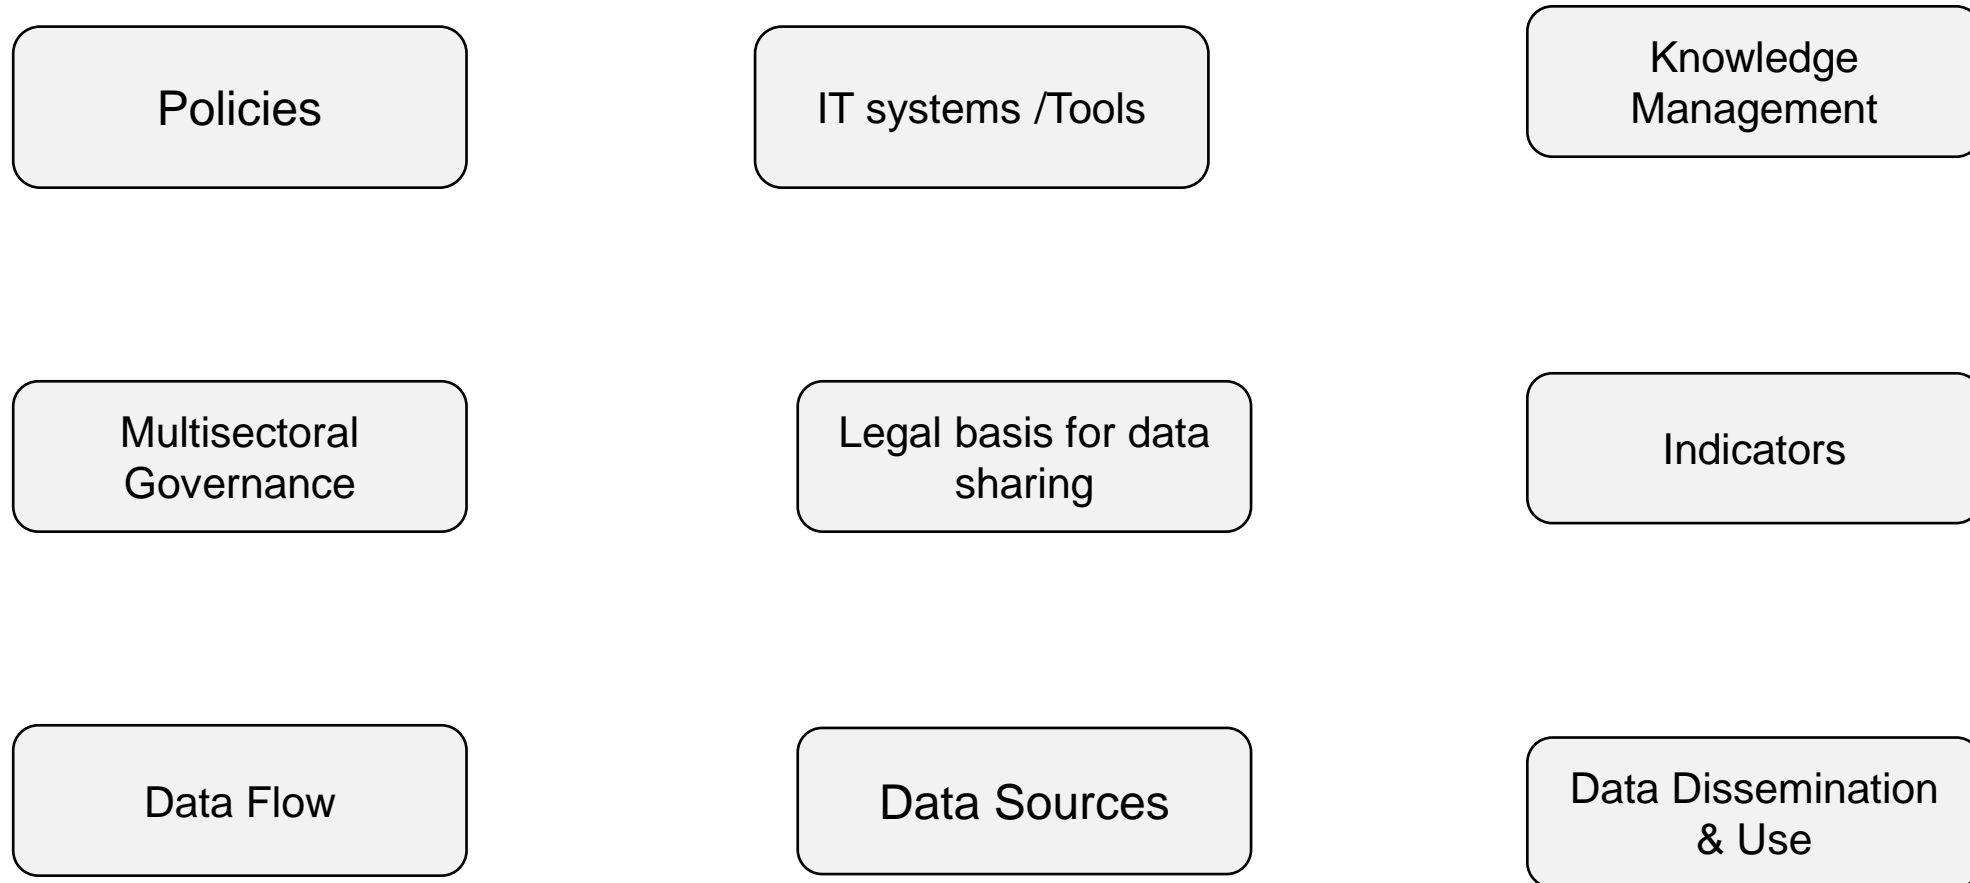 Policies
IT systems /Tools
Knowledge
Management
Multisectoral
Governance
Legal basis for data
sharing
Indicators
Data Flow
Data Sources
Data Dissemination
& Use